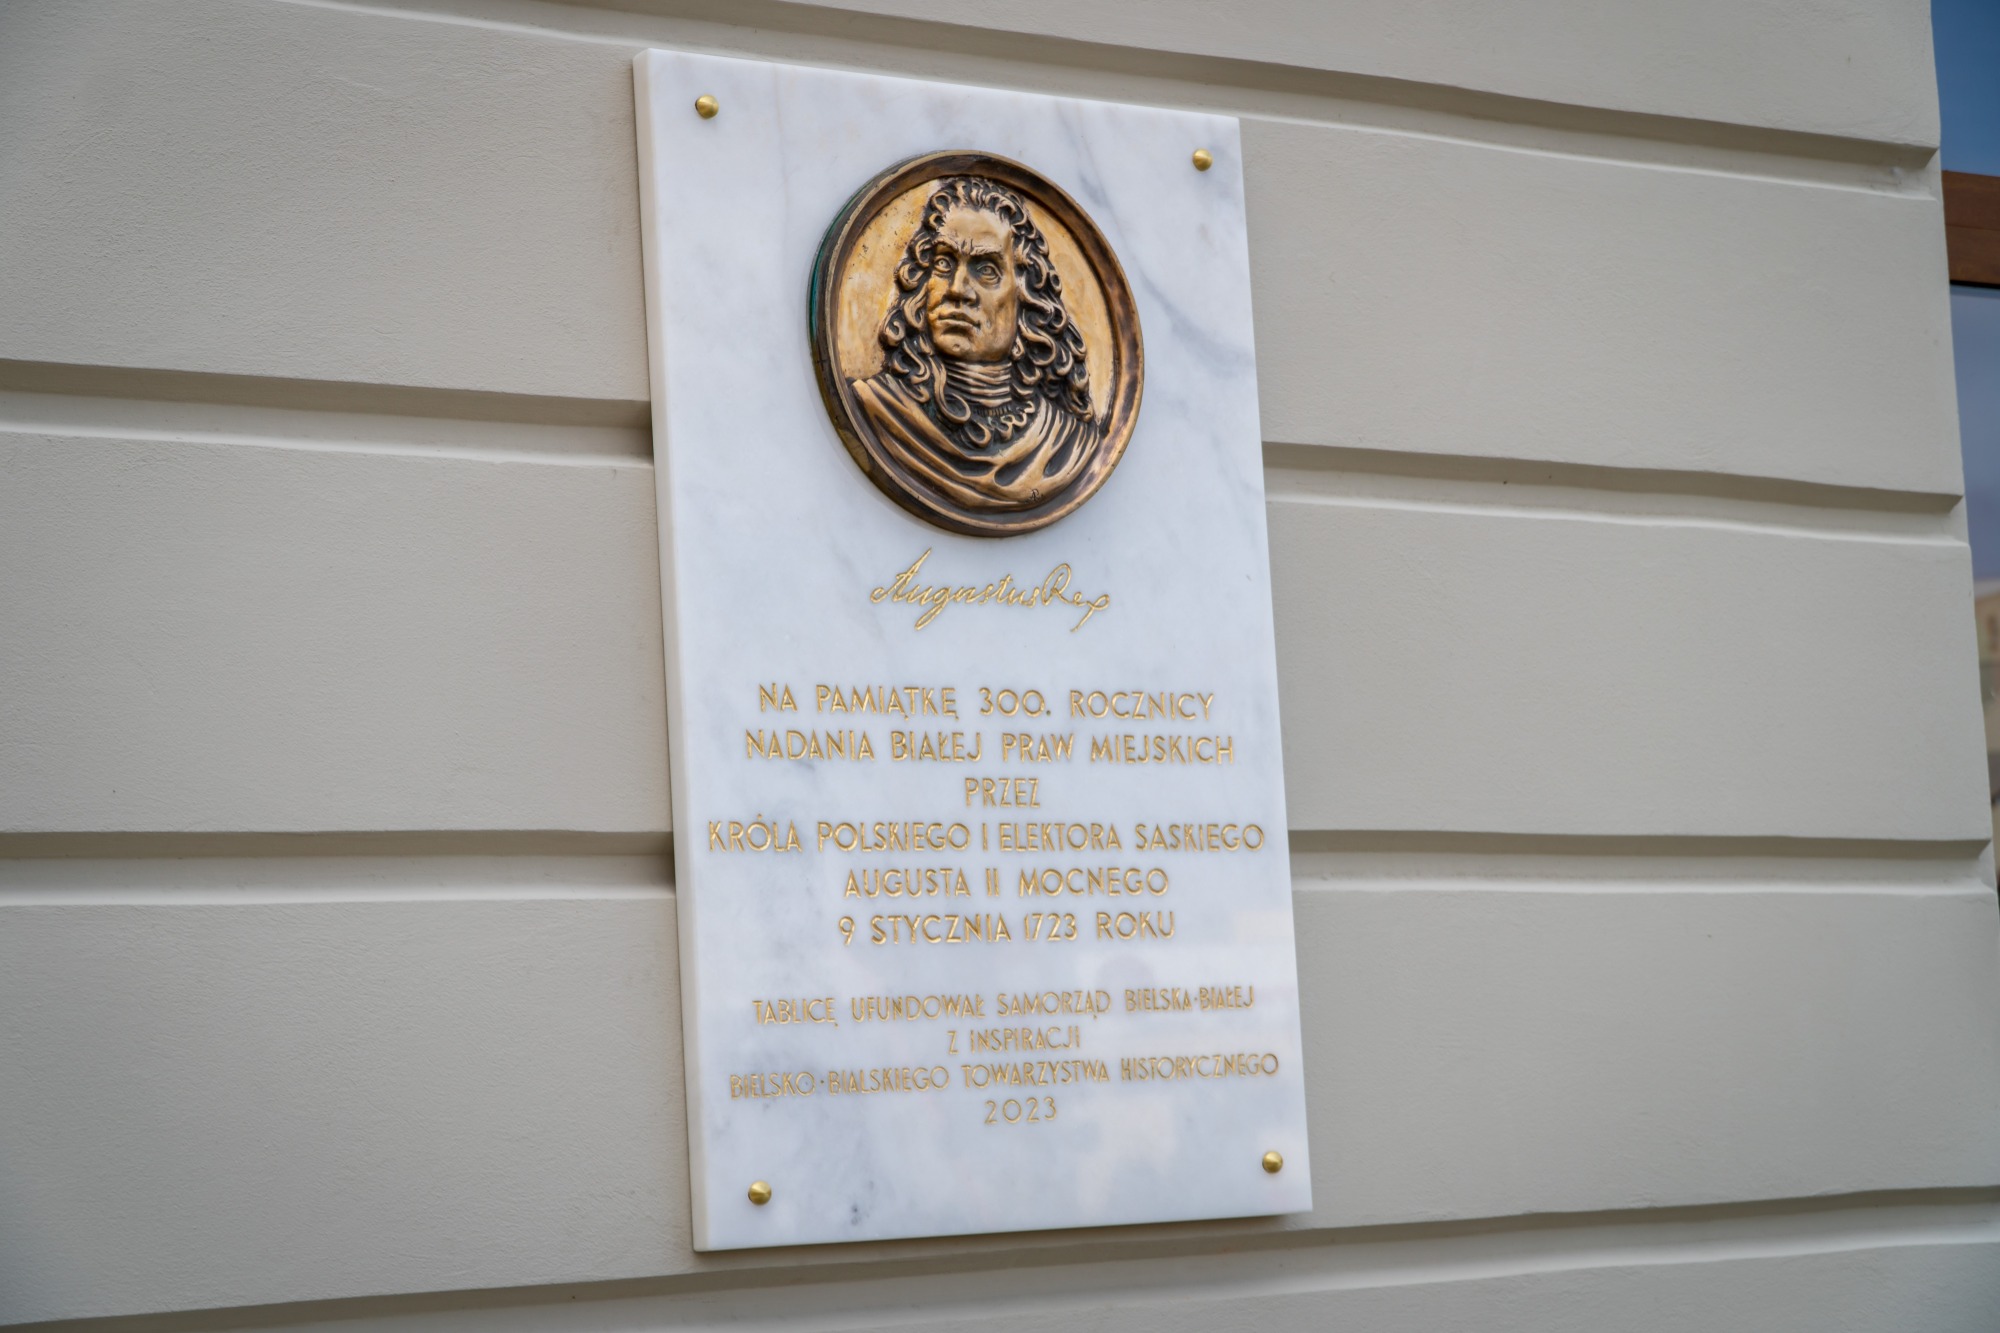 Augustus Rex
NA PAMIĄTKĘ 300. ROCZNICY
NADANIA BIAŁEJ PRAW MIEJSKICH
PRZEZ
KRÓLA POLSKIEGO I ELEKTORA SASKIEGO
AUGUSTA II MOCNEGO
9 STYCZNIA 1723 ROKU
TABLICĘ UFUNDOWAŁ SAMORZĄD BIELSKA-BIAŁEJ
Z INSPIRACJI
BIELSKO-BIALSKIEGO TOWARZYSTWA HISTORYCZNEGO
2023